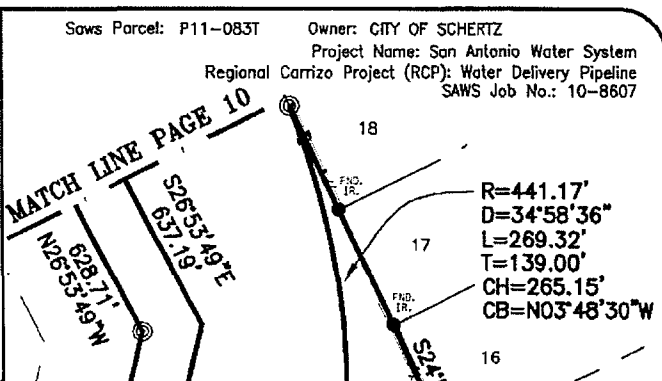 Saws Parcel: P11-083T Owner: CITY OF SCHERTZ
Project Name: San Antonio Water System
Regional Carrizo Project (RCP): Water Delivery Pipeline
SAWS Job No.: 10-8607
MATCH LINE PAGE 10
18
FND.
IR.
S26°53'49"E
637.19'
628.71'
N26°53'49"W
17
R=441.17'
D=34°58'36"
L=269.32'
T=139.00'
CH=265.15'
CB=N03°48'30"W
FND.
IR.
S24°
16